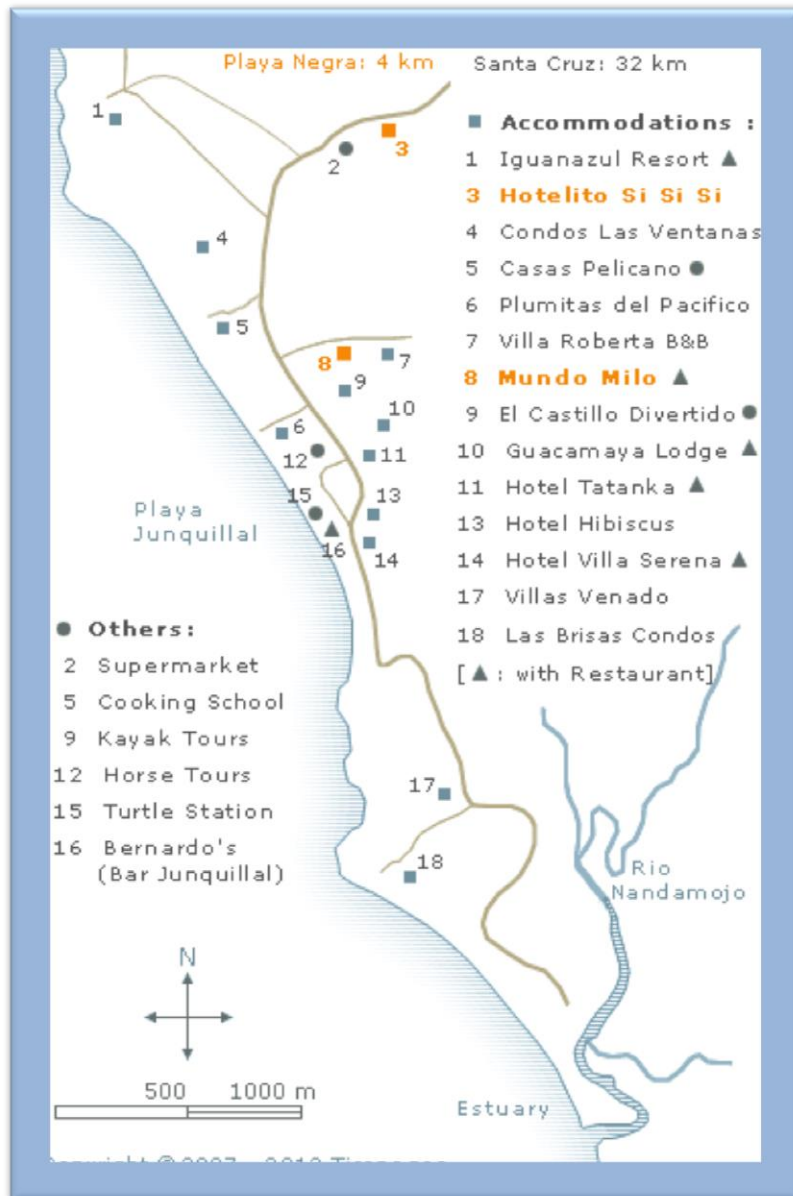 Playa Negra: 4 km
Santa Cruz: 32 km
■ Accommodations :
1 Iguanazul Resort ▲
3 Hotelito Si Si Si
4 Condos Las Ventanas
5 Casas Pelicano ●
6 Plumitas del Pacifico
7 Villa Roberta B&B
8 Mundo Milo ▲
9 El Castillo Divertido ●
10 Guacamaya Lodge ▲
11 Hotel Tatanka ▲
13 Hotel Hibiscus
14 Hotel Villa Serena ▲
17 Villas Venado
18 Las Brisas Condos
[▲ : with Restaurant]
1
2
3
4
5
8
7
9
6
10
12
11
15
13
16
14
17
18
Playa
Junquillal
● Others:
2 Supermarket
5 Cooking School
9 Kayak Tours
12 Horse Tours
15 Turtle Station
16 Bernardo's
(Bar Junquillal)
Rio
Nandamojo
N
500 1000 m
Estuary